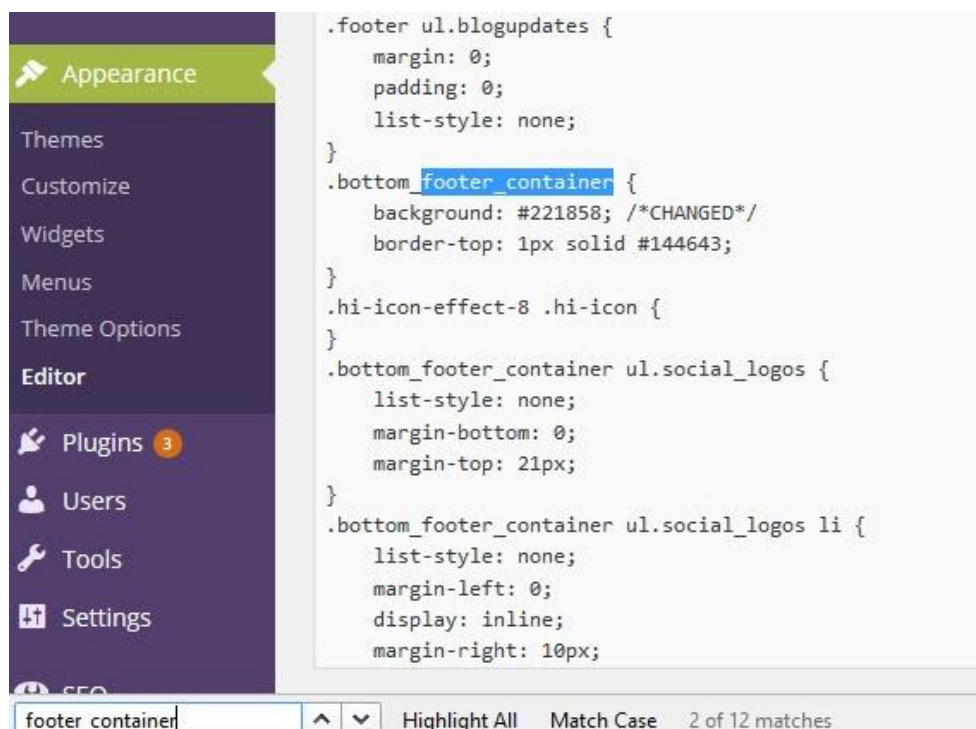 Appearance
Themes
Customize
Widgets
Menus
Theme Options
Editor
Plugins 3
Users
Tools
Settings
SEO
.footer ul.blogupdates {
    margin: 0;
    padding: 0;
    list-style: none;
}
.bottom_footer_container {
    background: #221858; /*CHANGED*/
    border-top: 1px solid #144643;
}
.hi-icon-effect-8 .hi-icon {
}
.bottom_footer_container ul.social_logos {
    list-style: none;
    margin-bottom: 0;
    margin-top: 21px;
}
.bottom_footer_container ul.social_logos li {
    list-style: none;
    margin-left: 0;
    display: inline;
    margin-right: 10px;
footer_container Highlight All Match Case 2 of 12 matches